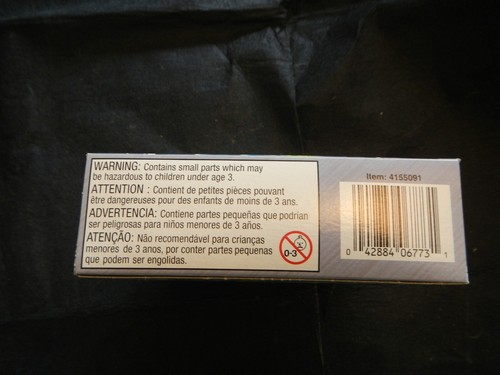 WARNING: Contains small parts which may
be hazardous to children under age 3.
ATTENTION : Contient de petites pièces pouvant
être dangereuses pour des enfants de moins de 3 ans.
ADVERTENCIA: Contiene partes pequeñas que podrían
ser peligrosas para niños menores de 3 años.
ATENÇÃO: Não recomendável para crianças
menores de 3 anos, por conter partes pequenas
que podem ser engolidas.
0-3
Item: 4155091
0 42884 06773 1